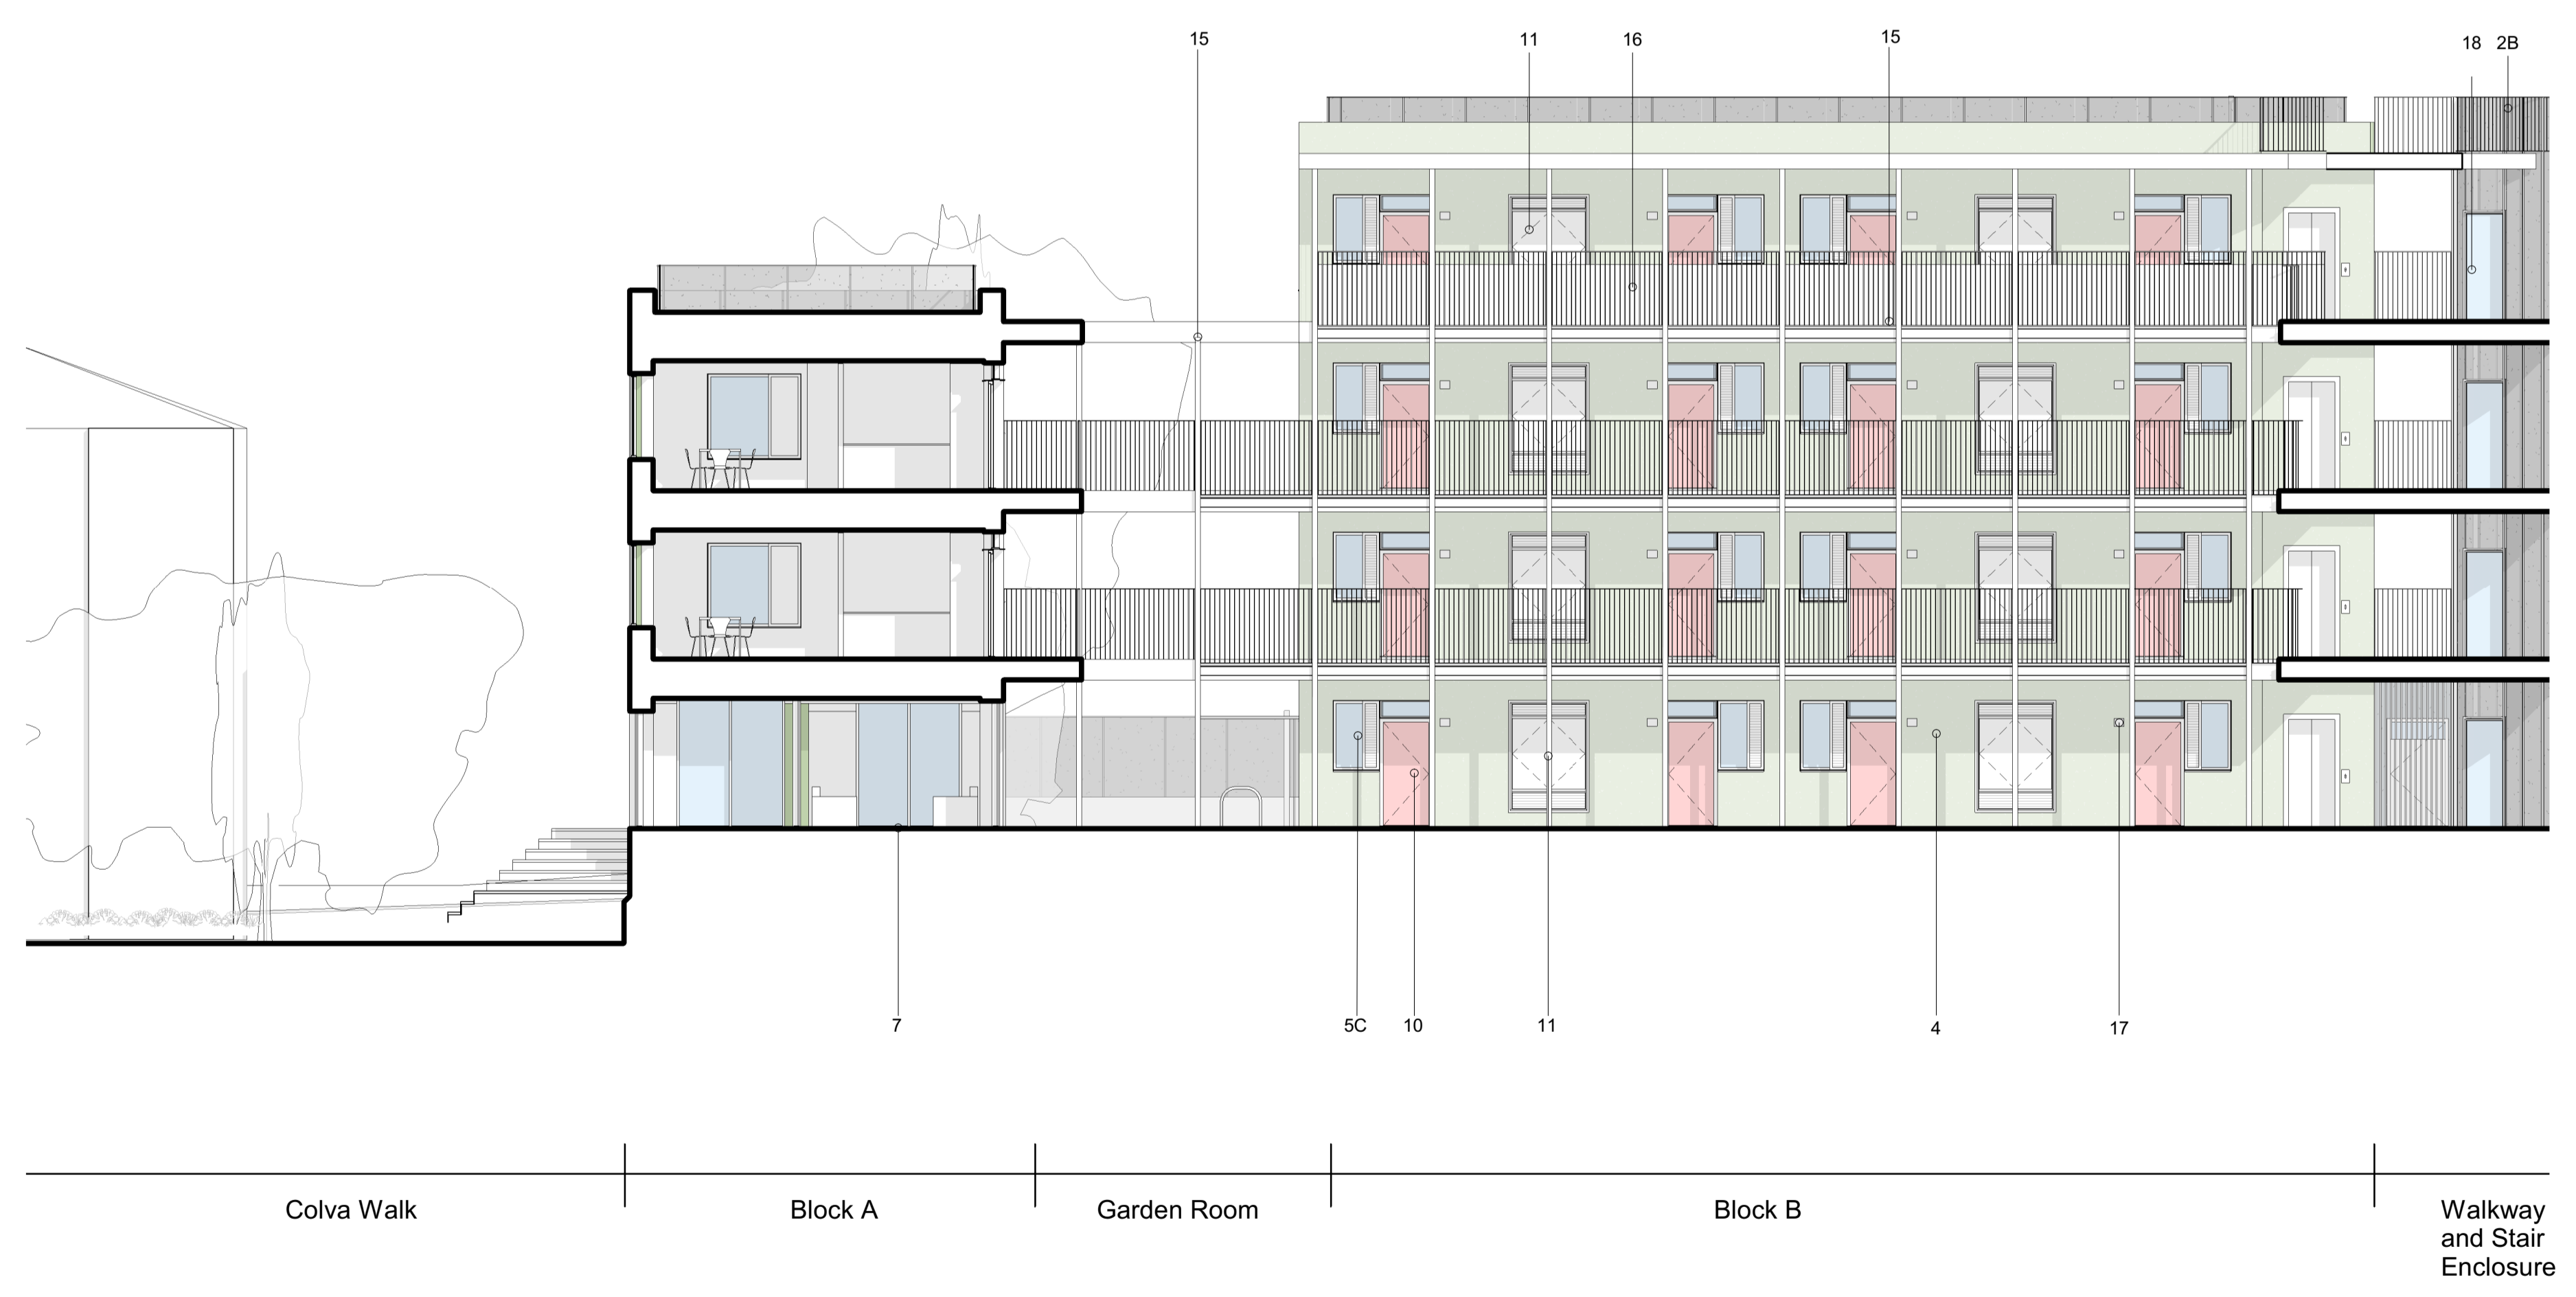 15
11
16
15
18 2B
7
5C
10
11
4
17
Colva Walk
Block A
Garden Room
Block B
Walkway
and Stair
Enclosure